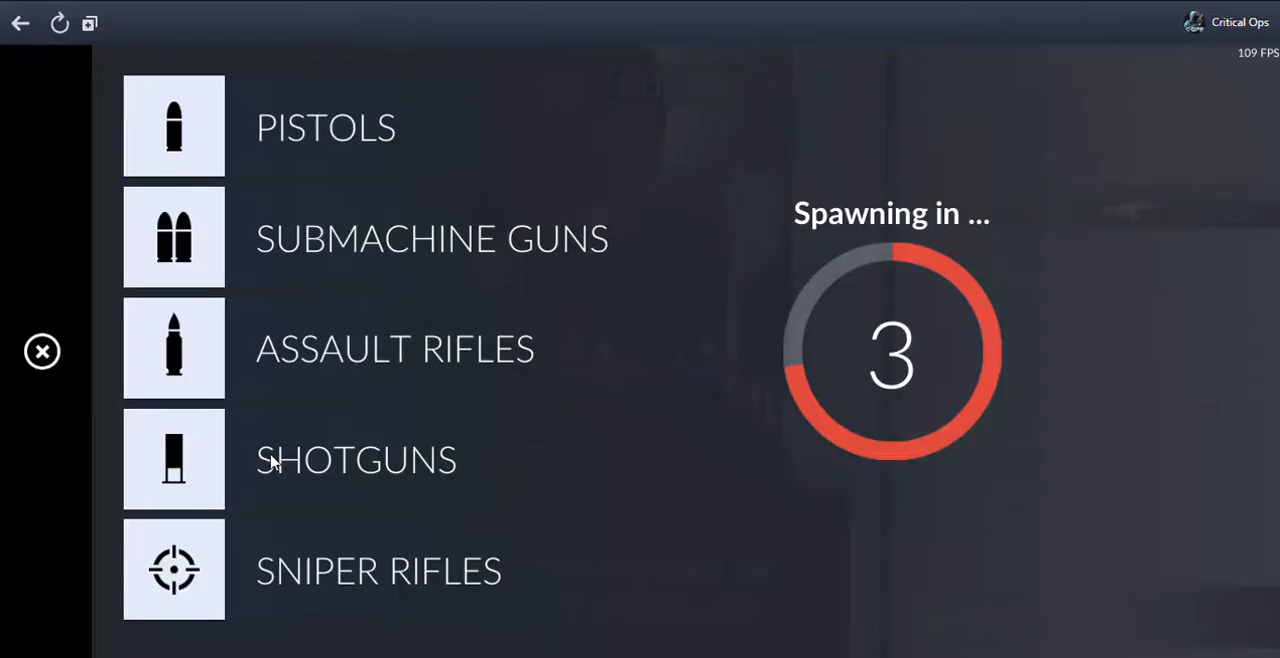 Critical Ops
109 FPS
PISTOLS
SUBMACHINE GUNS
ASSAULT RIFLES
SHOTGUNS
SNIPER RIFLES
Spawning in ...
3